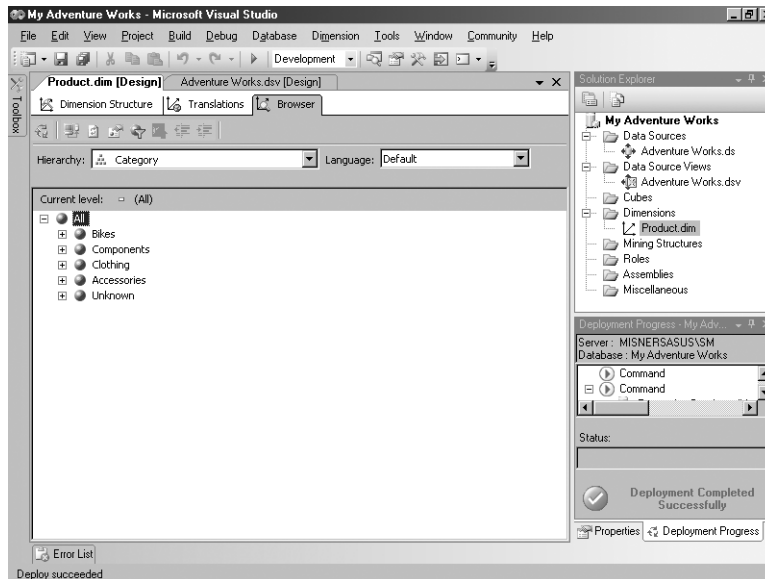 My Adventure Works - Microsoft Visual Studio
File Edit View Project Build Debug Database Dimension Tools Window Community Help
Development
Toolbox
Product.dim [Design] Adventure Works.dsv [Design]
Dimension Structure Translations Browser
Hierarchy: Category Language: Default
Current level: (All)
All
Bikes
Components
Clothing
Accessories
Unknown
Error List
Deploy succeeded
Solution Explorer
My Adventure Works
Data Sources
Adventure Works.ds
Data Source Views
Adventure Works.dsv
Cubes
Dimensions
Product.dim
Mining Structures
Roles
Assemblies
Miscellaneous
Deployment Progress - My Adv...
Server : MISNERSASUS\SM
Database : My Adventure Works
Command
Command
Status:
Deployment Completed
Successfully
Properties Deployment Progress